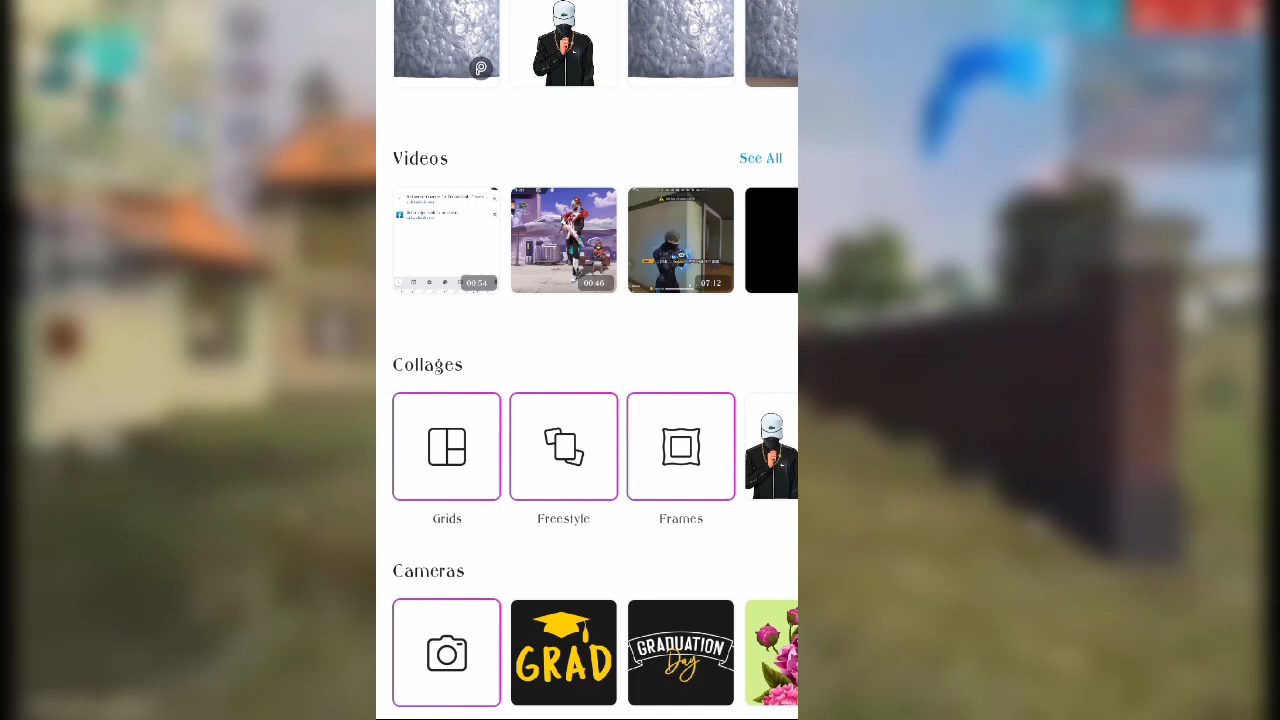 Videos
See All
00:54
00:46
07:12
Collages
Grids
Freestyle
Frames
Cameras
GRAD
GRADUATION
Day